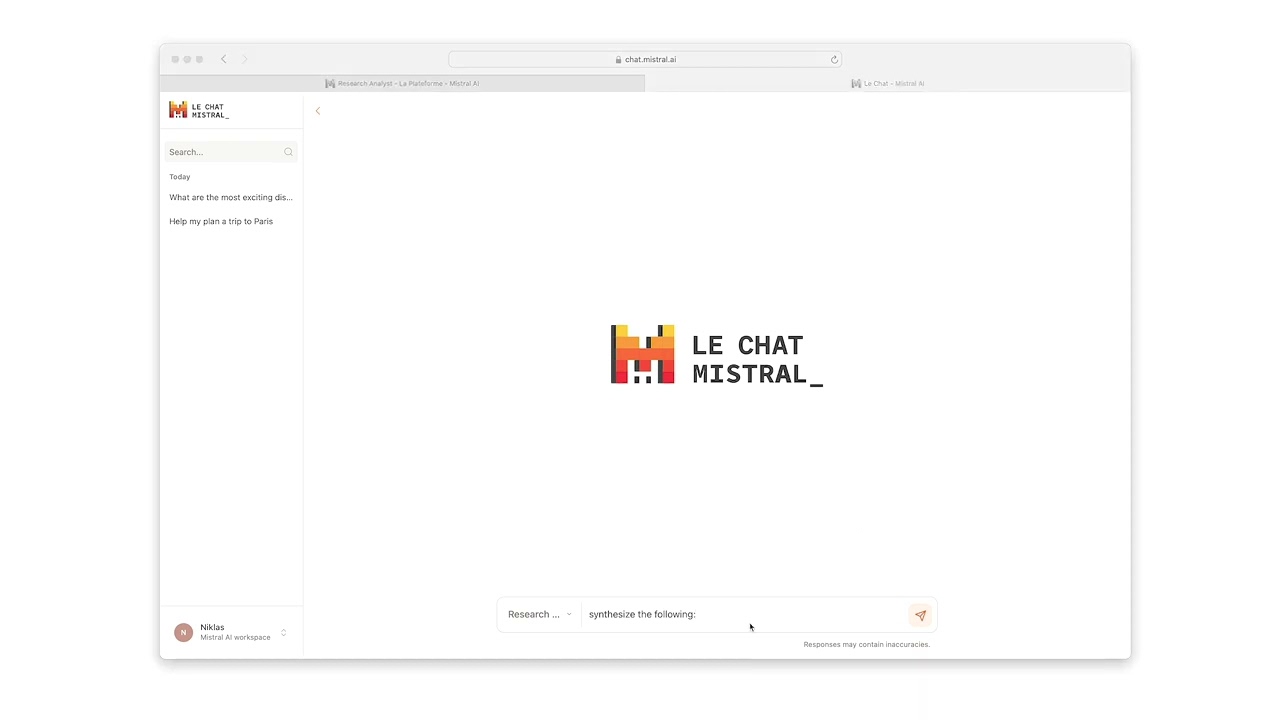 chat.mistral.ai
Research Analyst - La Plateforme - Mistral AI
Le Chat - Mistral AI
LE CHAT
MISTRAL_
Search...
Today
What are the most exciting dis...
Help my plan a trip to Paris
LE CHAT
MISTRAL_
Research ...
synthesize the following:
Responses may contain inaccuracies.
N
Niklas
Mistral AI workspace